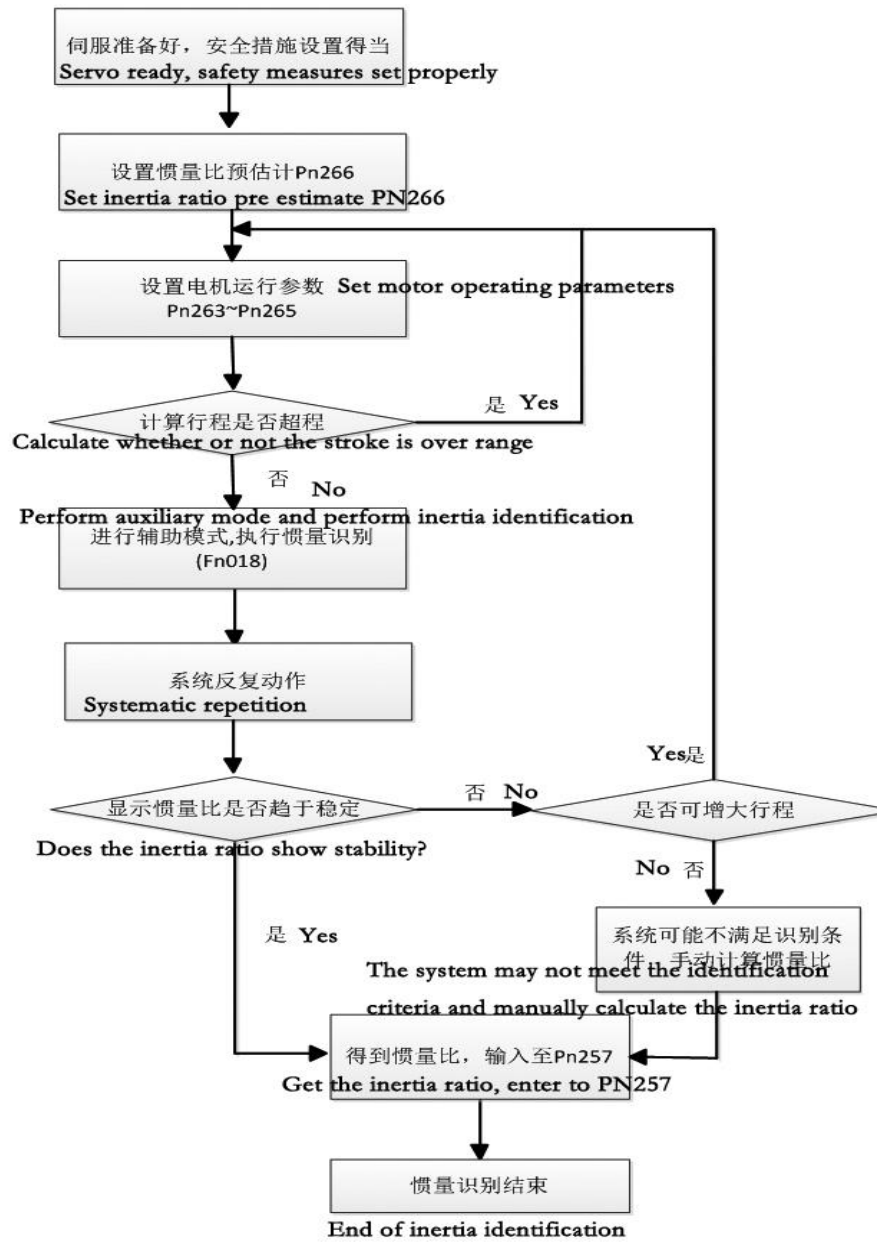 伺服准备好，安全措施设置得当
Servo ready, safety measures set properly
设置惯量比预估计Pn266
Set inertia ratio pre estimate PN266
设置电机运行参数 Set motor operating parameters
Pn263~Pn265
是 Yes
计算行程是否超程
Calculate whether or not the stroke is over range
否 No
Perform auxiliary mode and perform inertia identification
进行辅助模式,执行惯量识别
(Fn018)
系统反复动作
Systematic repetition
Yes是
否 No
显示惯量比是否趋于稳定
是否可增大行程
Does the inertia ratio show stability?
No 否
是 Yes
系统可能不满足识别条
件，手动计算惯量比
The system may not meet the identification
criteria and manually calculate the inertia ratio
得到惯量比，输入至Pn257
Get the inertia ratio, enter to PN257
惯量识别结束
End of inertia identification